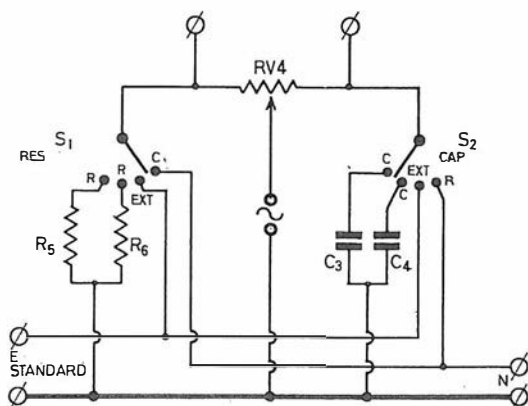 RV4
S1
RES
S2
CAP
R R EXT C
C C EXT R
R5
R6
C3
C4
E
STANDARD
N